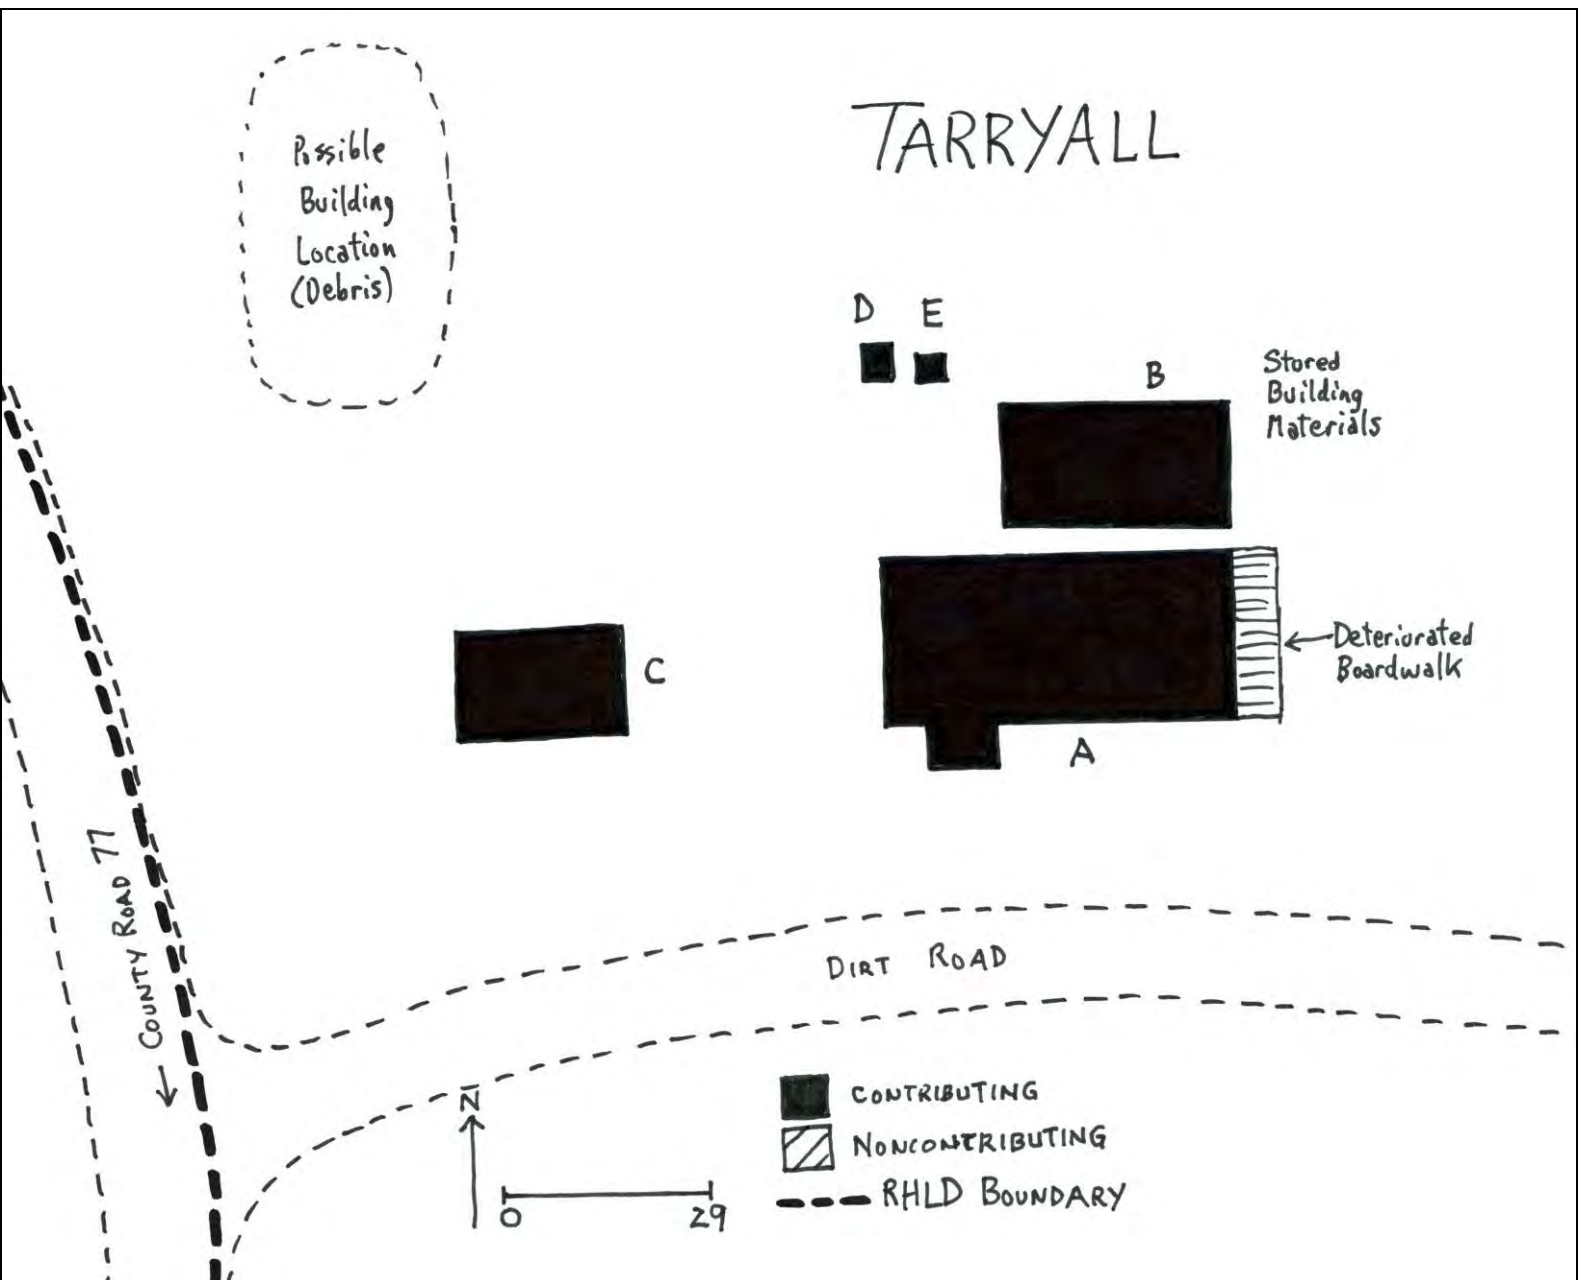 TARRYALL
Possible
Building
Location
(Debris)
D
E
B
Stored
Building
Materials
C
Deteriorated
Boardwalk
A
← COUNTY ROAD 77
DIRT ROAD
N
0
29
CONTRIBUTING
NONCONTRIBUTING
RHLD BOUNDARY